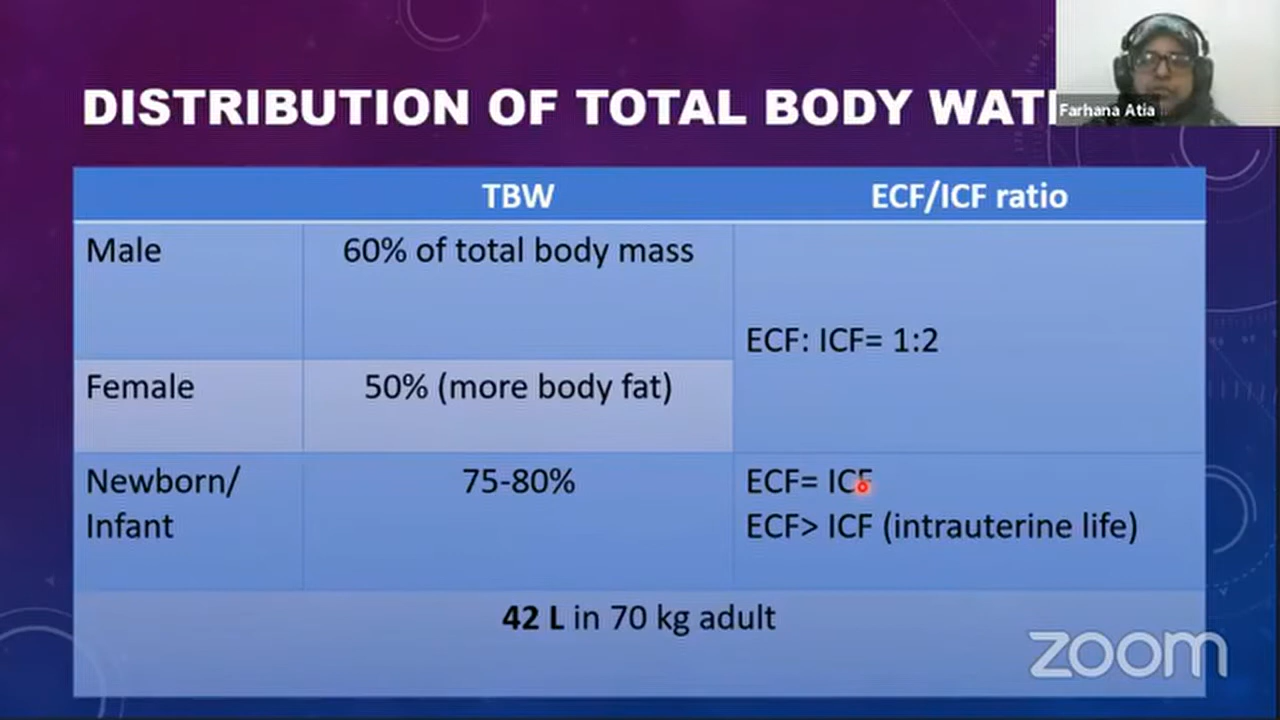 DISTRIBUTION OF TOTAL BODY WAT
Farhana Atia
TBW
ECF/ICF ratio
Male
60% of total body mass
ECF: ICF= 1:2
Female
50% (more body fat)
Newborn/
Infant
75-80%
ECF= ICF
ECF> ICF (intrauterine life)
42 L in 70 kg adult
zoom